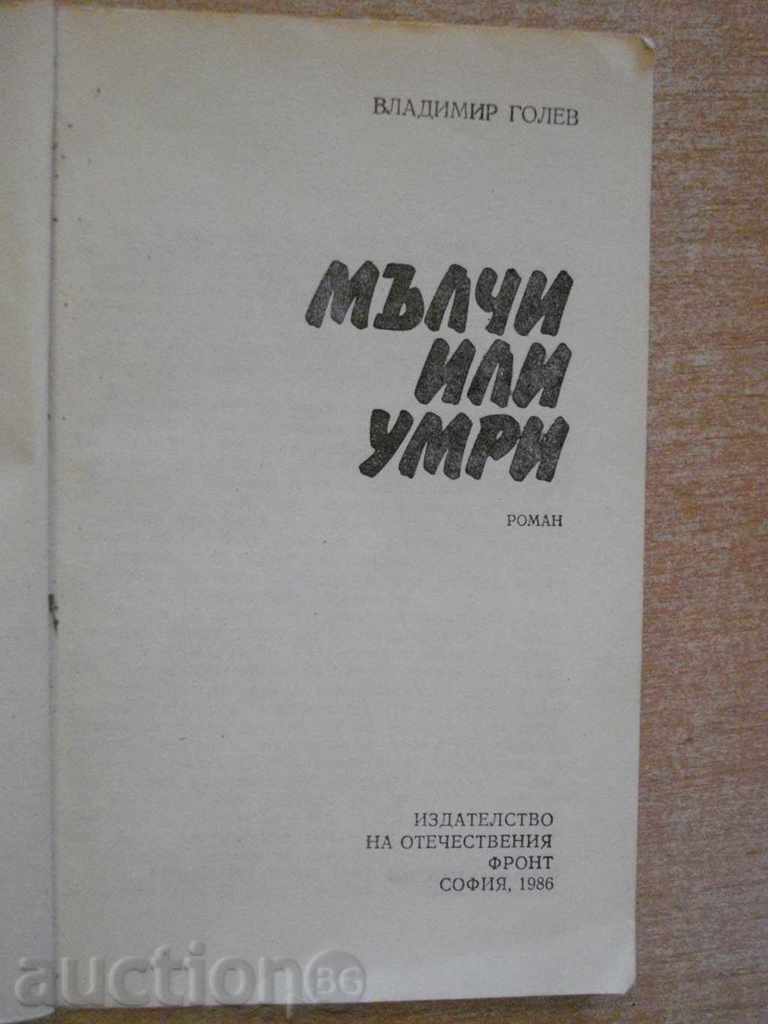 ВЛАДИМИР ГОЛЕВ
МЪЛЧИ
ИЛИ
УМРИ
РОМАН
ИЗДАТЕЛСТВО
НА ОТЕЧЕСТВЕНИЯ
ФРОНТ
СОФИЯ, 1986
auction BG